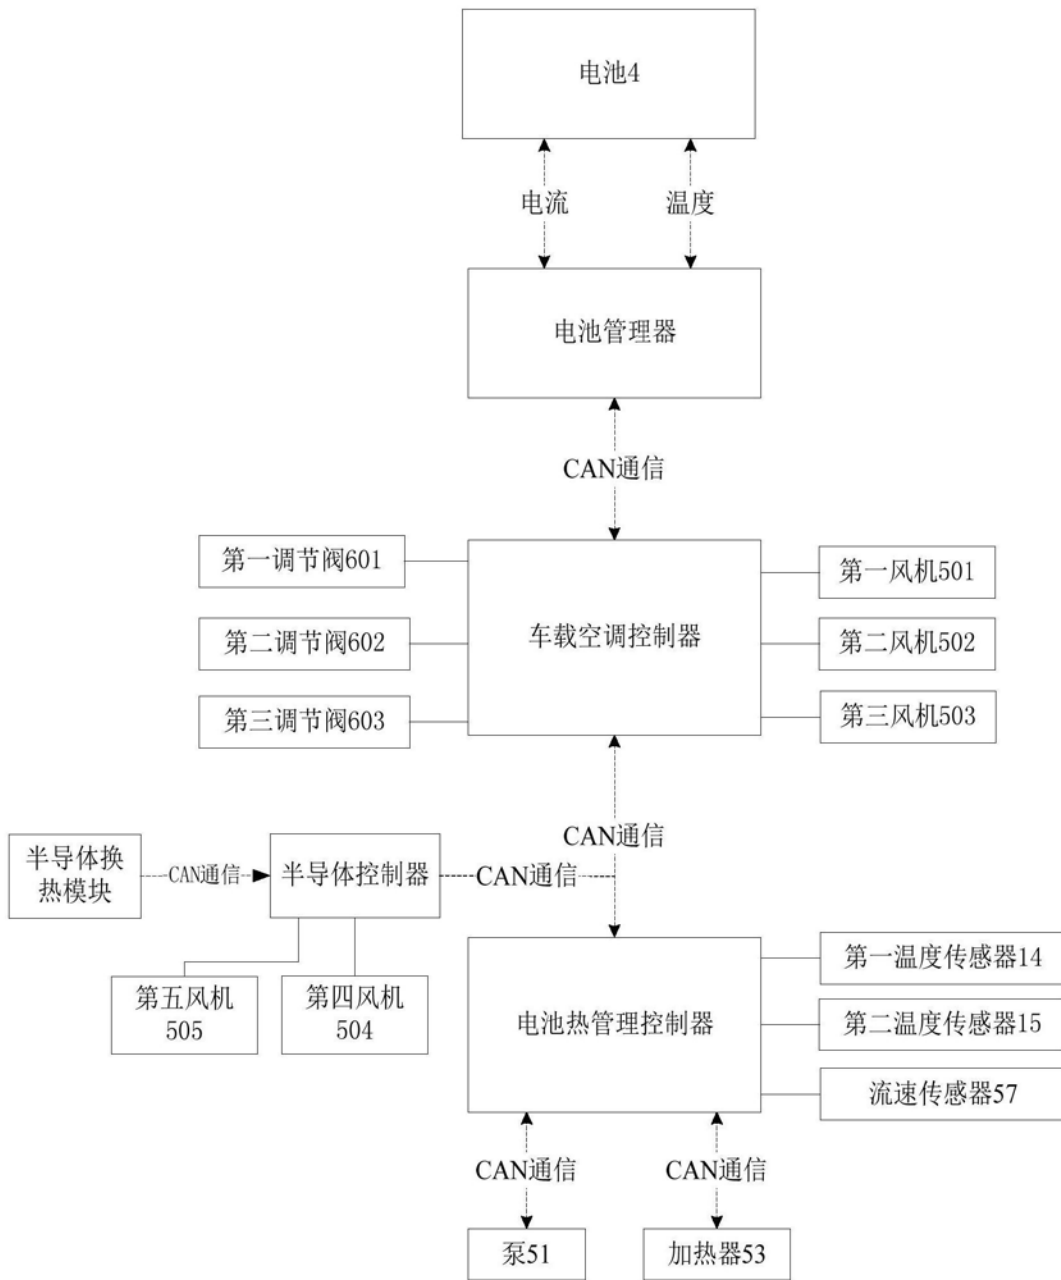 电池4
电流
温度
电池管理器
CAN通信
第一调节阀601
第一风机501
第二调节阀602
车载空调控制器
第二风机502
第三调节阀603
第三风机503
CAN通信
半导体换
热模块
CAN通信
半导体控制器
CAN通信
第五风机
505
第四风机
504
第一温度传感器14
电池热管理控制器
第二温度传感器15
流速传感器57
CAN通信
CAN通信
泵51
加热器53